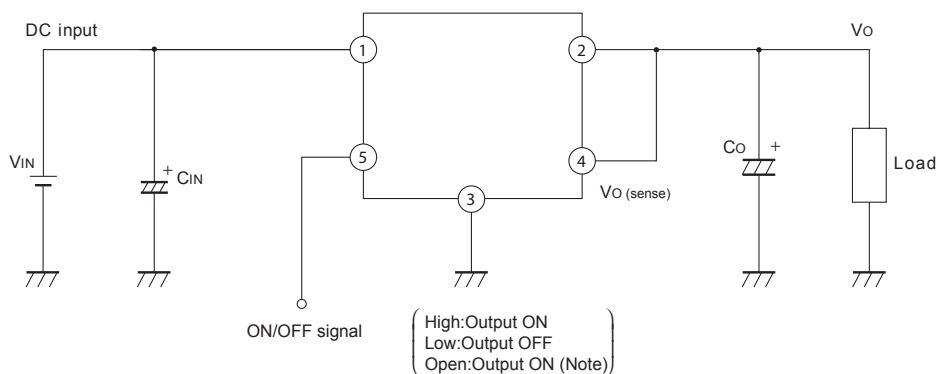 DC input
VO
1
2
VIN
+
CIN
5
4
CO
+
Load
VO (sense)
3
ON/OFF signal
High:Output ON
Low:Output OFF
Open:Output ON (Note)